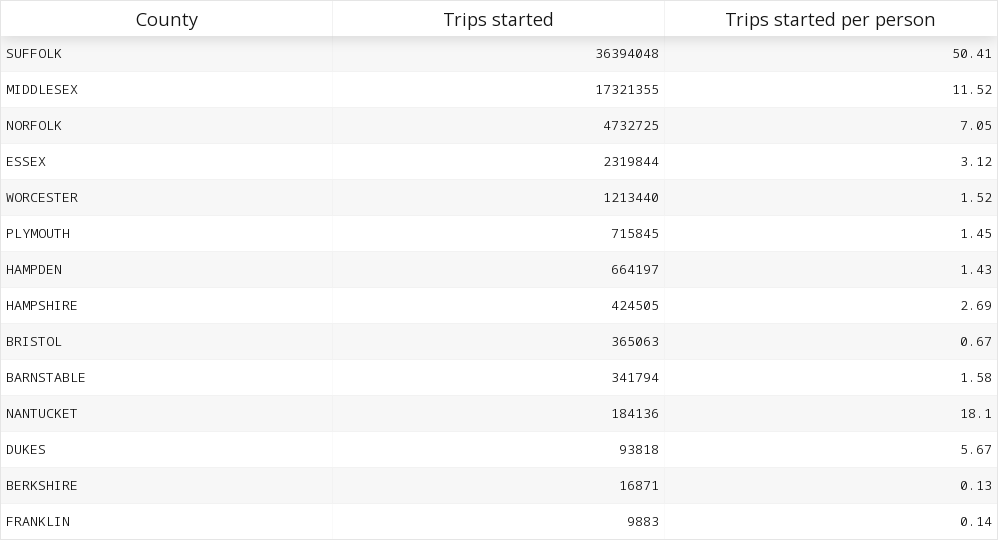 County Trips started Trips started per person
SUFFOLK 36394048 50.41
MIDDLESEX 17321355 11.52
NORFOLK 4732725 7.05
ESSEX 2319844 3.12
WORCESTER 1213440 1.52
PLYMOUTH 715845 1.45
HAMPDEN 664197 1.43
HAMPSHIRE 424505 2.69
BRISTOL 365063 0.67
BARNSTABLE 341794 1.58
NANTUCKET 184136 18.1
DUKES 93818 5.67
BERKSHIRE 16871 0.13
FRANKLIN 9883 0.14